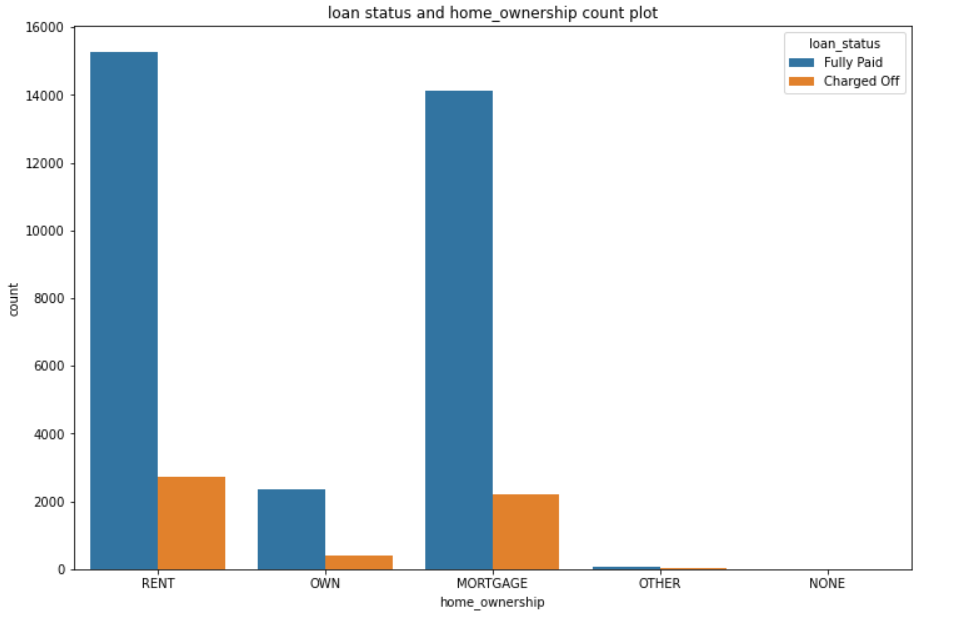 loan status and home_ownership count plot
loan_status
Fully Paid
Charged Off
16000
14000
12000
10000
8000
6000
4000
2000
0
count
RENT OWN MORTGAGE OTHER NONE
home_ownership